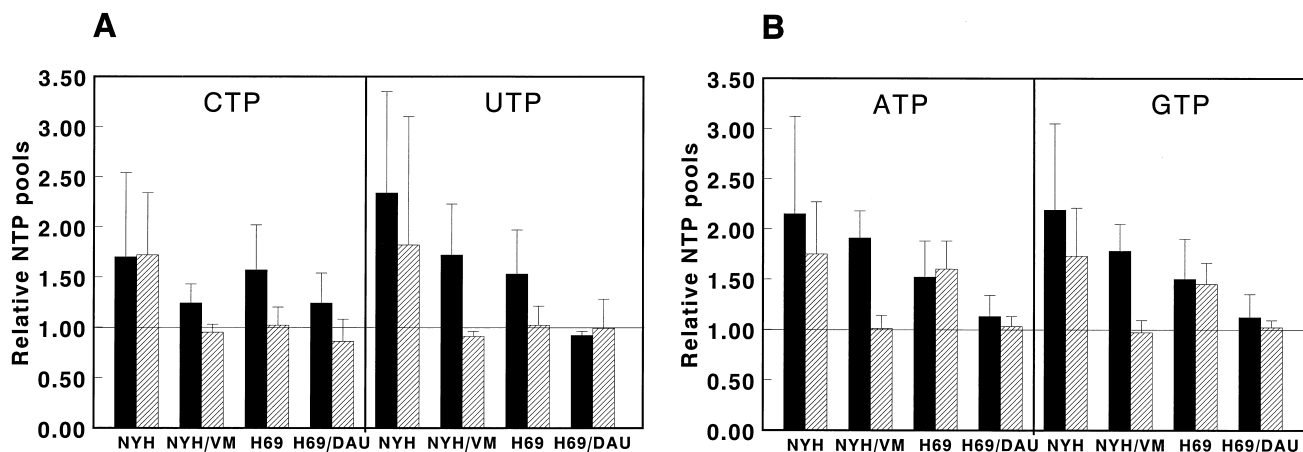 A
B
Relative NTP pools
3.50
3.00
2.50
2.00
1.50
1.00
0.50
0.00
CTP
UTP
NYH NYH/VM H69 H69/DAU NYH NYH/VM H69 H69/DAU
Relative NTP pools
3.50
3.00
2.50
2.00
1.50
1.00
0.50
0.00
ATP
GTP
NYH NYH/VM H69 H69/DAU NYH NYH/VM H69 H69/DAU